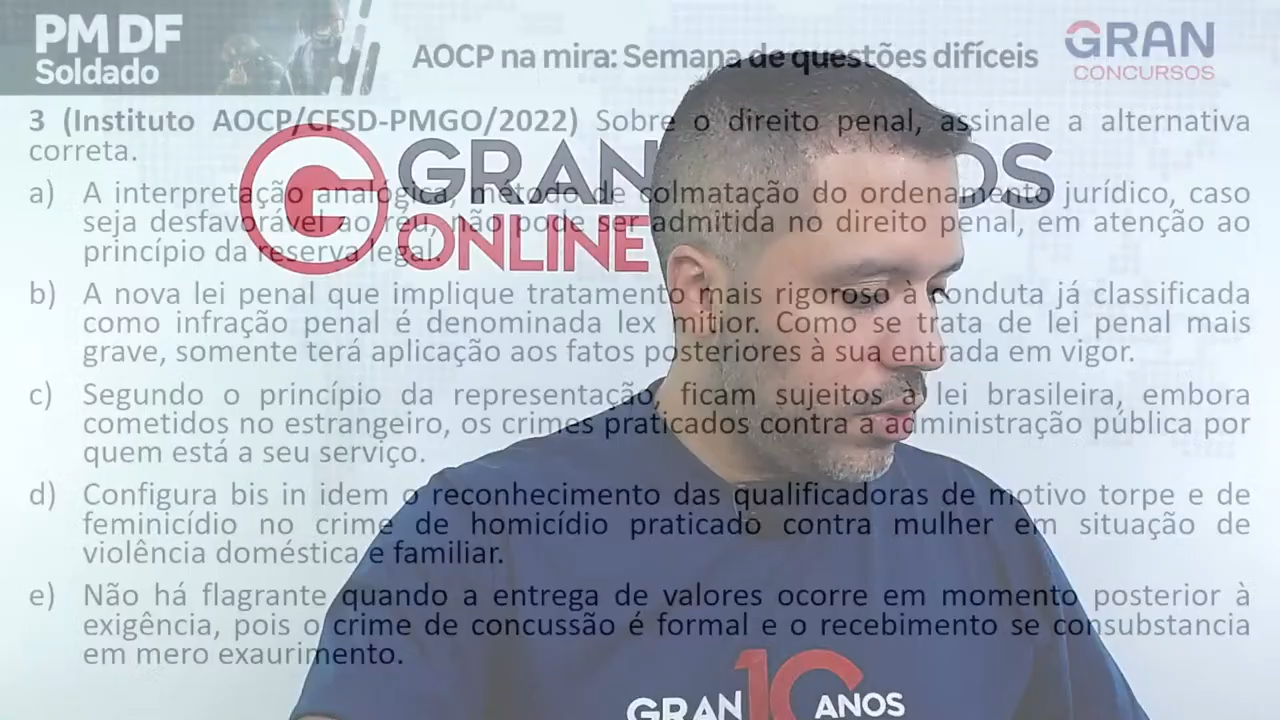 PM DF
Soldado
AOCP na mira: Semana de questões difíceis
GRAN
CONCURSOS
3 (Instituto AOCP/CFSD-PMGO/2022) Sobre o direito penal, assinale a alternativa
correta.
GRAN OS
ONLINE
a) A interpretação analógica, método de colmatação do ordenamento jurídico, caso
seja desfavorável ao réu, não pode ser admitida no direito penal, em atenção ao
princípio da reserva legal.
b) A nova lei penal que implique tratamento mais rigoroso à conduta já classificada
como infração penal é denominada lex mitior. Como se trata de lei penal mais
grave, somente terá aplicação aos fatos posteriores à sua entrada em vigor.
c) Segundo o princípio da representação, ficam sujeitos à lei brasileira, embora
cometidos no estrangeiro, os crimes praticados contra a administração pública por
quem está a seu serviço.
d) Configura bis in idem o reconhecimento das qualificadoras de motivo torpe e de
feminicídio no crime de homicídio praticado contra mulher em situação de
violência doméstica e familiar.
e) Não há flagrante quando a entrega de valores ocorre em momento posterior à
exigência, pois o crime de concussão é formal e o recebimento se consubstancia
em mero exaurimento.
GRAN 10 ANOS